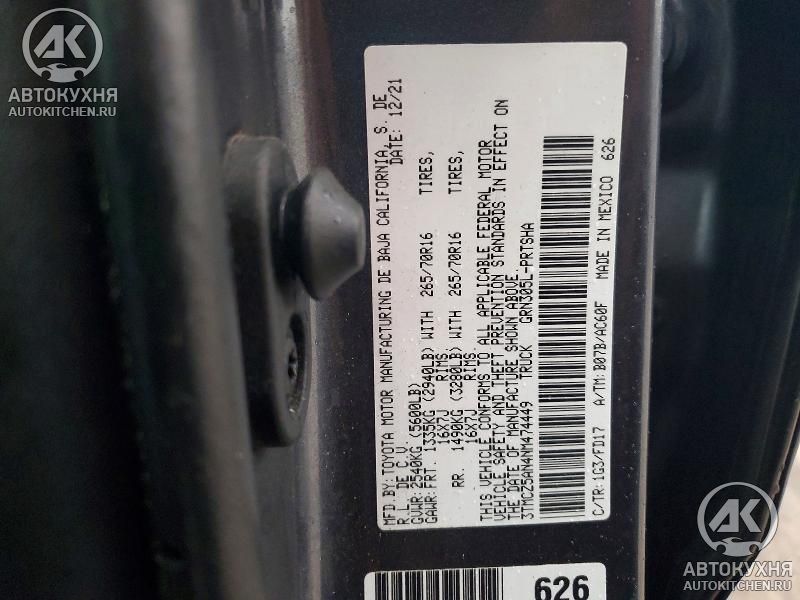 AK
АВТОКУХНЯ
AUTOKITCHEN.RU
MFD.BY:TOYOTA MOTOR MANUFACTURING DE BAJA CALIFORNIA, S. DE
R.L. DE C.V. DATE: 12/21
GVWR: 2540KG (5600LB)
GAWR: FRT. 1335KG (2940LB) WITH 265/70R16 TIRES,
16X7J RIMS,
RR. 1490KG (3280LB) WITH 265/70R16 TIRES,
16X7J RIMS.
THIS VEHICLE CONFORMS TO ALL APPLICABLE FEDERAL MOTOR
VEHICLE SAFETY AND THEFT PREVENTION STANDARDS IN EFFECT ON
THE DATE OF MANUFACTURE SHOWN ABOVE.
3TMCZ5AN4NM474449 TRUCK GRN305L-PRTSHA
C/TR:1G3/FD17 A/TM:B07B/AC60F MADE IN MEXICO 626
626
AK
АВТОКУХНЯ
AUTOKITCHEN.RU